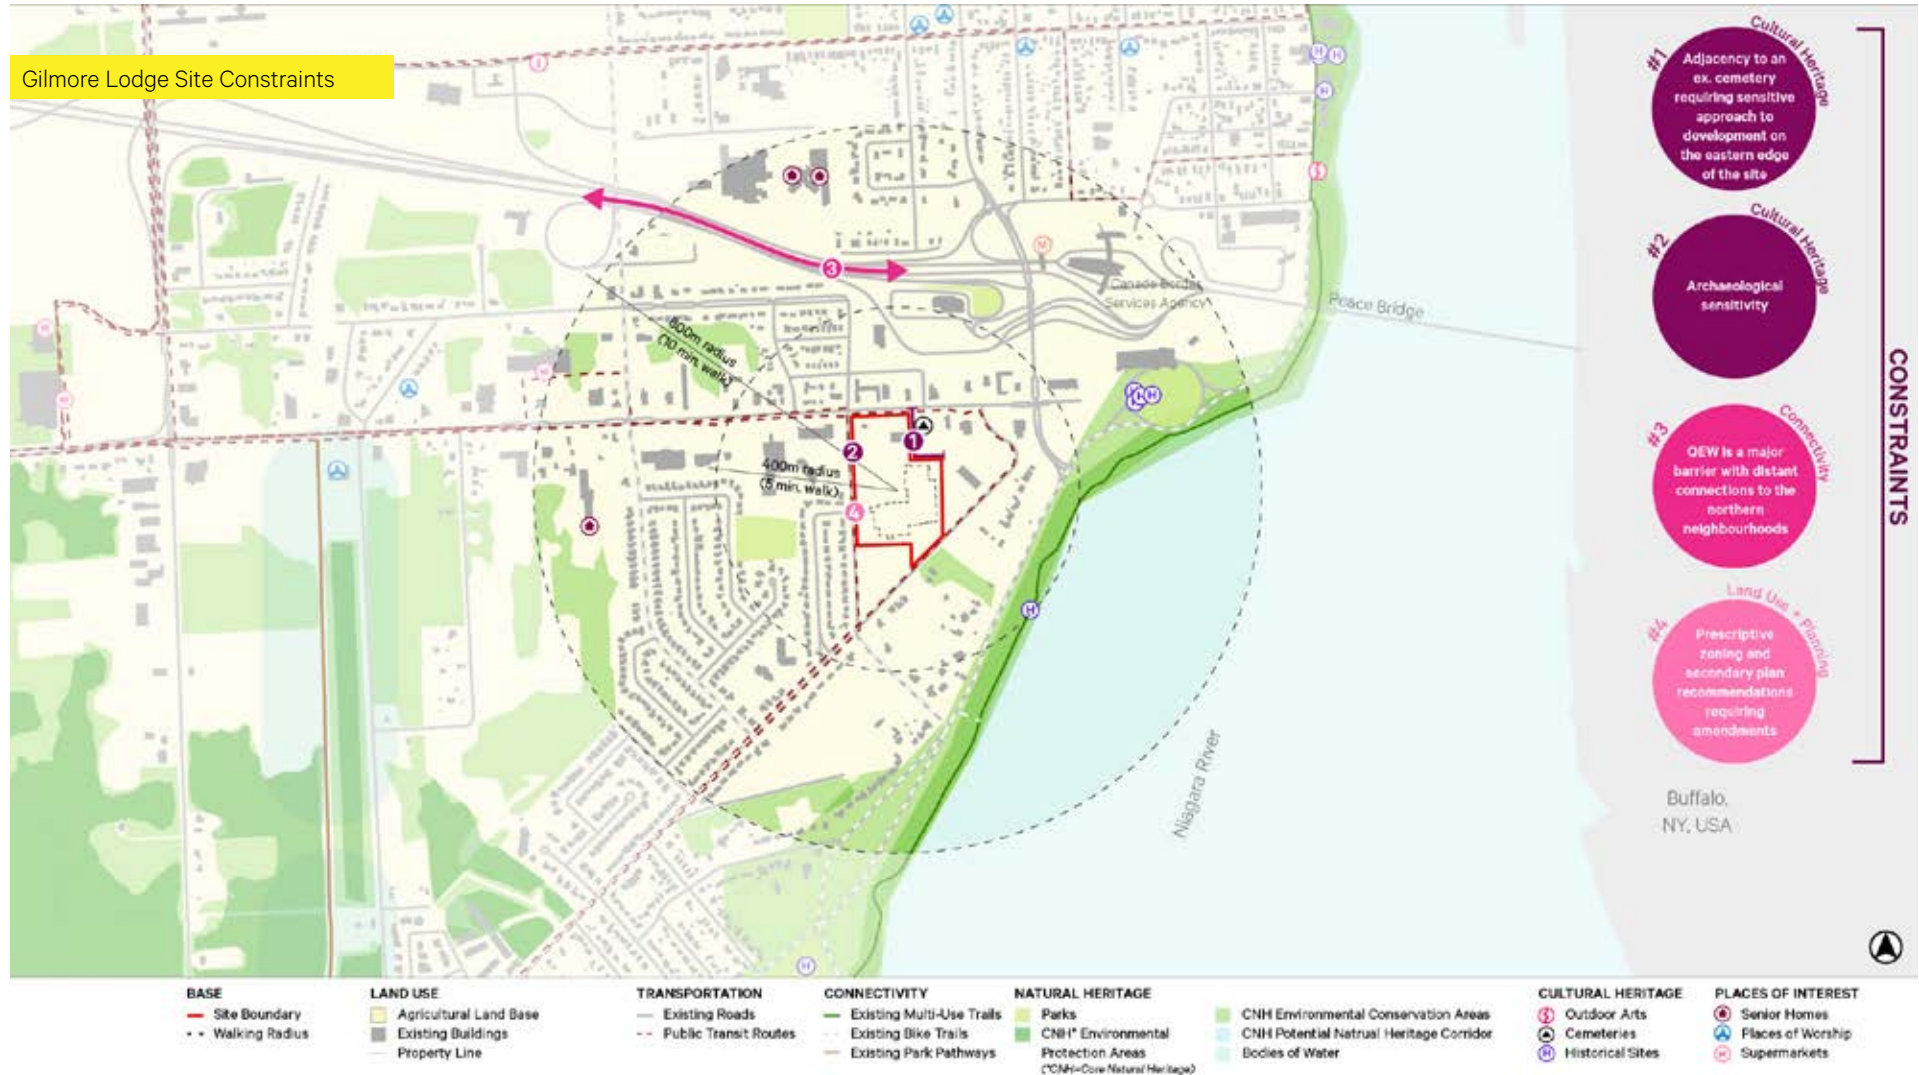 Gilmore Lodge Site Constraints
Canada Border
Services Agency
Peace Bridge
800m radius
(10 min. walk)
400m radius
(5 min. walk)
Niagara River
Buffalo,
NY, USA
1
2
3
4
#1
Cultural Heritage
Adjacency to an
ex. cemetery
requiring sensitive
approach to
development on
the eastern edge
of the site
#2
Cultural Heritage
Archaeological
sensitivity
#3
Connectivity
QEW is a major
barrier with distant
connections to the
northern
neighbourhoods
#4
Land Use + Planning
Prescriptive
zoning and
secondary plan
recommendations
requiring
amendments
CONSTRAINTS
BASE
Site Boundary
Walking Radius
LAND USE
Agricultural Land Base
Existing Buildings
Property Line
TRANSPORTATION
Existing Roads
Public Transit Routes
CONNECTIVITY
Existing Multi-Use Trails
Existing Bike Trails
Existing Park Pathways
NATURAL HERITAGE
Parks
CNH* Environmental
Protection Areas
(*CNH=Core Natural Heritage)
CNH Environmental Conservation Areas
CNH Potential Natrual Heritage Corridor
Bodies of Water
CULTURAL HERITAGE
Outdoor Arts
Cemeteries
H Historical Sites
PLACES OF INTEREST
Senior Homes
Places of Worship
M Supermarkets